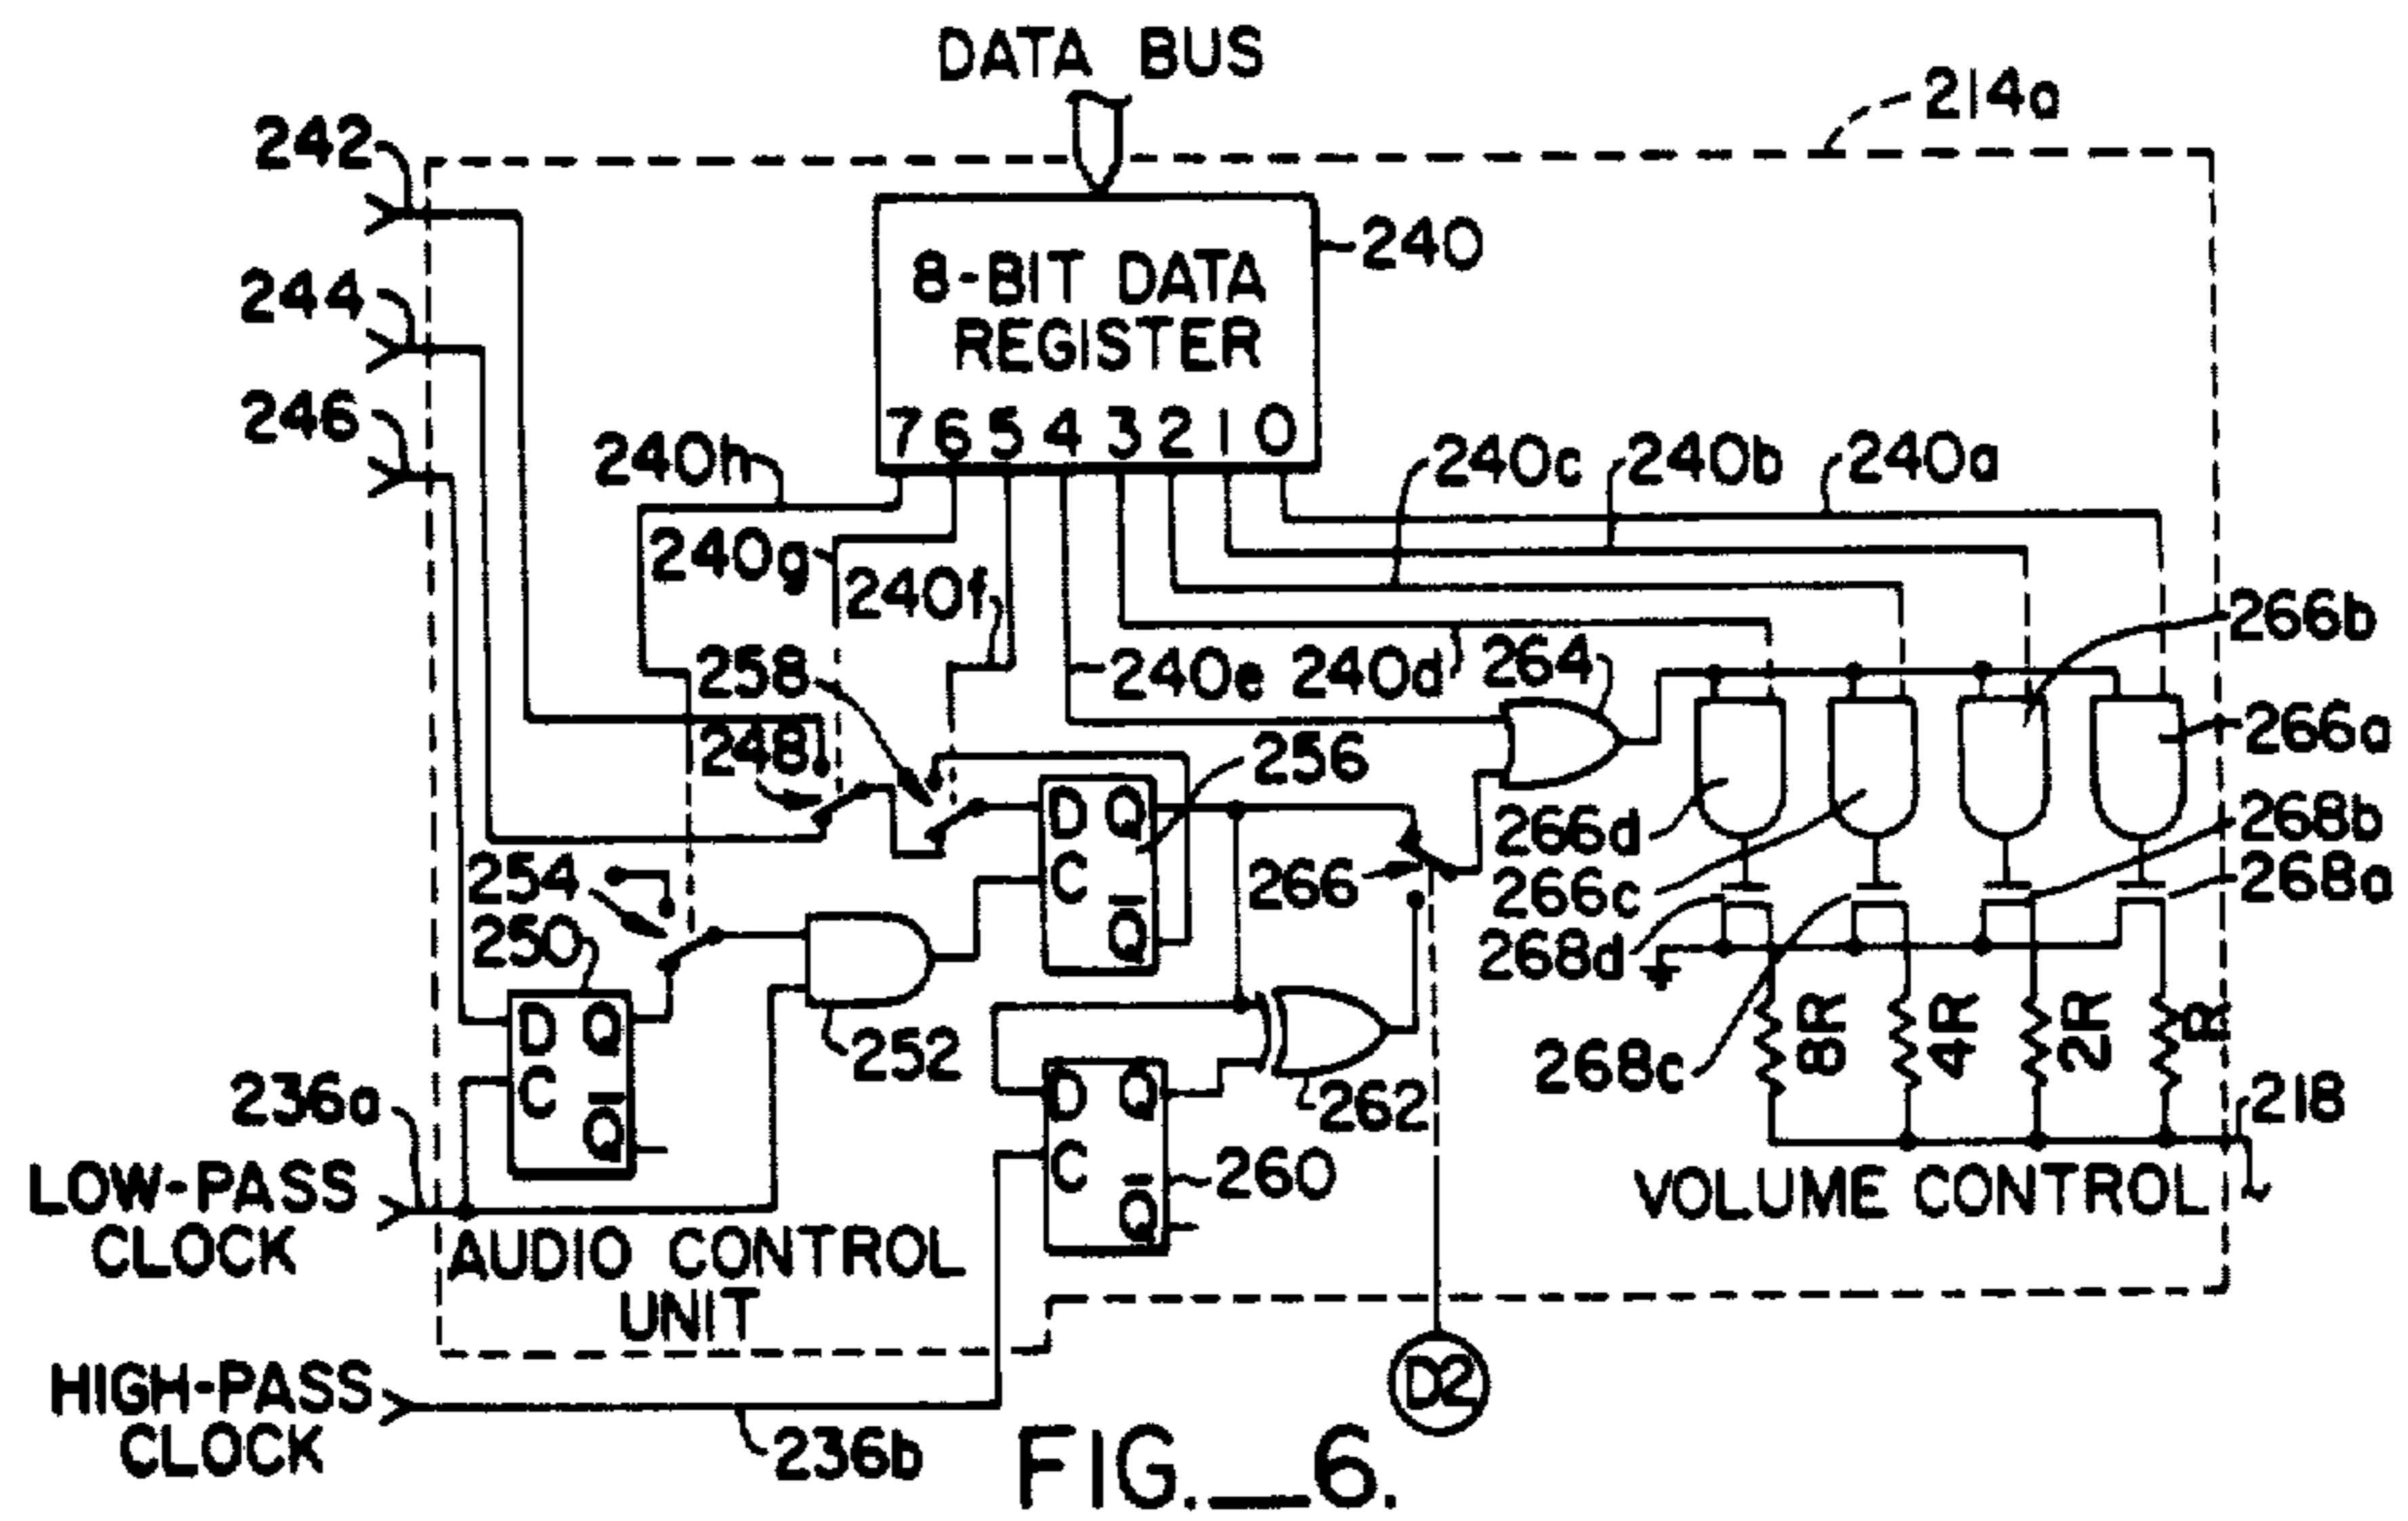 DATA BUS
214a
242
240
8-BIT DATA
REGISTER
244
246
7 6 5 4 3 2 1 0
240h
240c
240b
240a
240g
240f
266b
258
240e
240d
264
248
256
266a
D Q
C
Q̅
266d
268b
254
266
266c
268a
250
268d
D Q
C
Q̅
252
8R
4R
2R
R
268c
236a
D Q
C
Q̅
262
218
260
LOW-PASS
CLOCK
VOLUME CONTROL
AUDIO CONTROL
UNIT
HIGH-PASS
CLOCK
D2
236b
FIG._6.